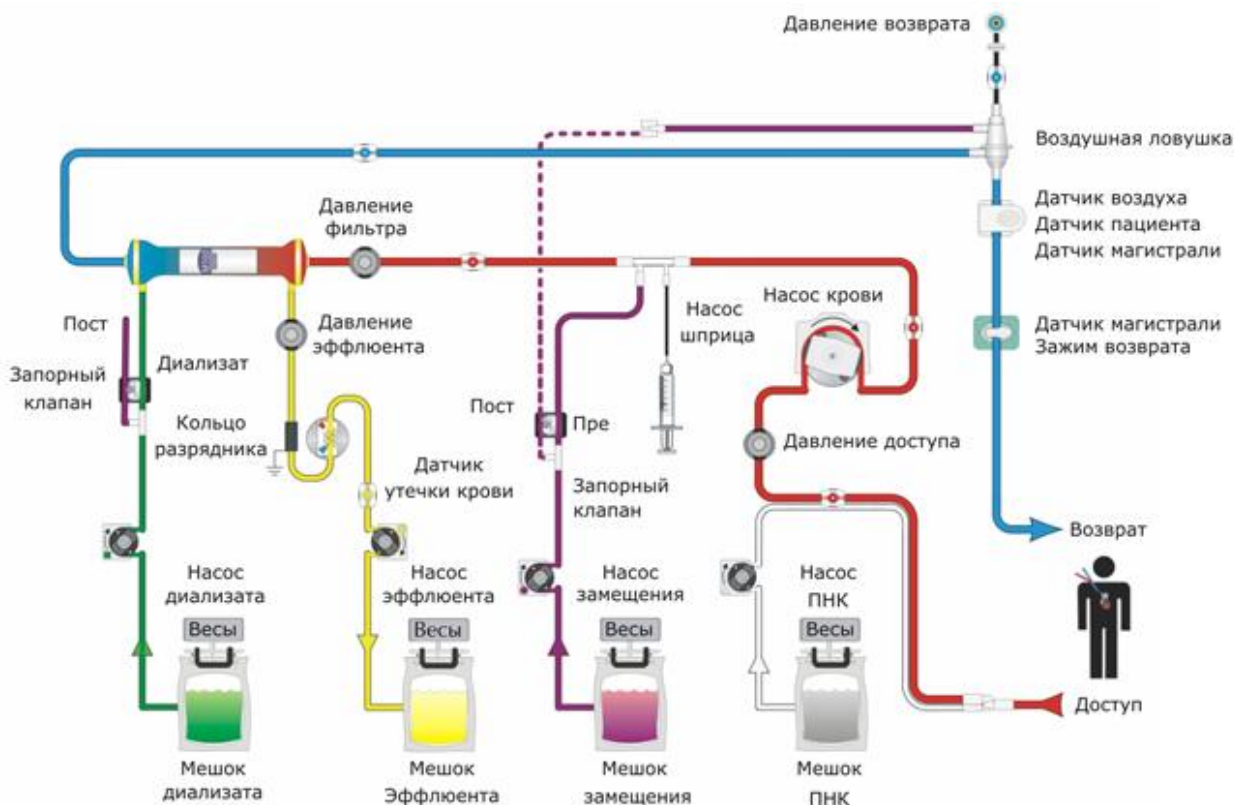 Давление возврата
Воздушная ловушка
Датчик воздуха
Датчик пациента
Датчик магистрали
Давление
фильтра
Насос крови
Насос
шприца
Датчик магистрали
Зажим возврата
Пост
Давление
эффлюента
Диализат
Запорный
клапан
Пост
Пре
Кольцо
разрядника
Давление доступа
Датчик
утечки крови
Запорный
клапан
Возврат
Насос
диализата
Насос
эффлюента
Насос
замещения
Насос
ПНК
Весы
Весы
Весы
Весы
Доступ
Мешок
диализата
Мешок
Эффлюента
Мешок
замещения
Мешок
ПНК